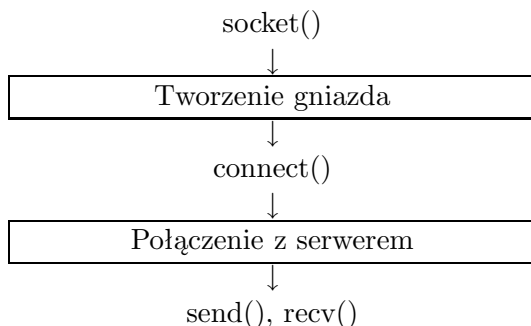 socket()
↓
Tworzenie gniazda
↓
connect()
↓
Połączenie z serwerem
↓
send(), recv()